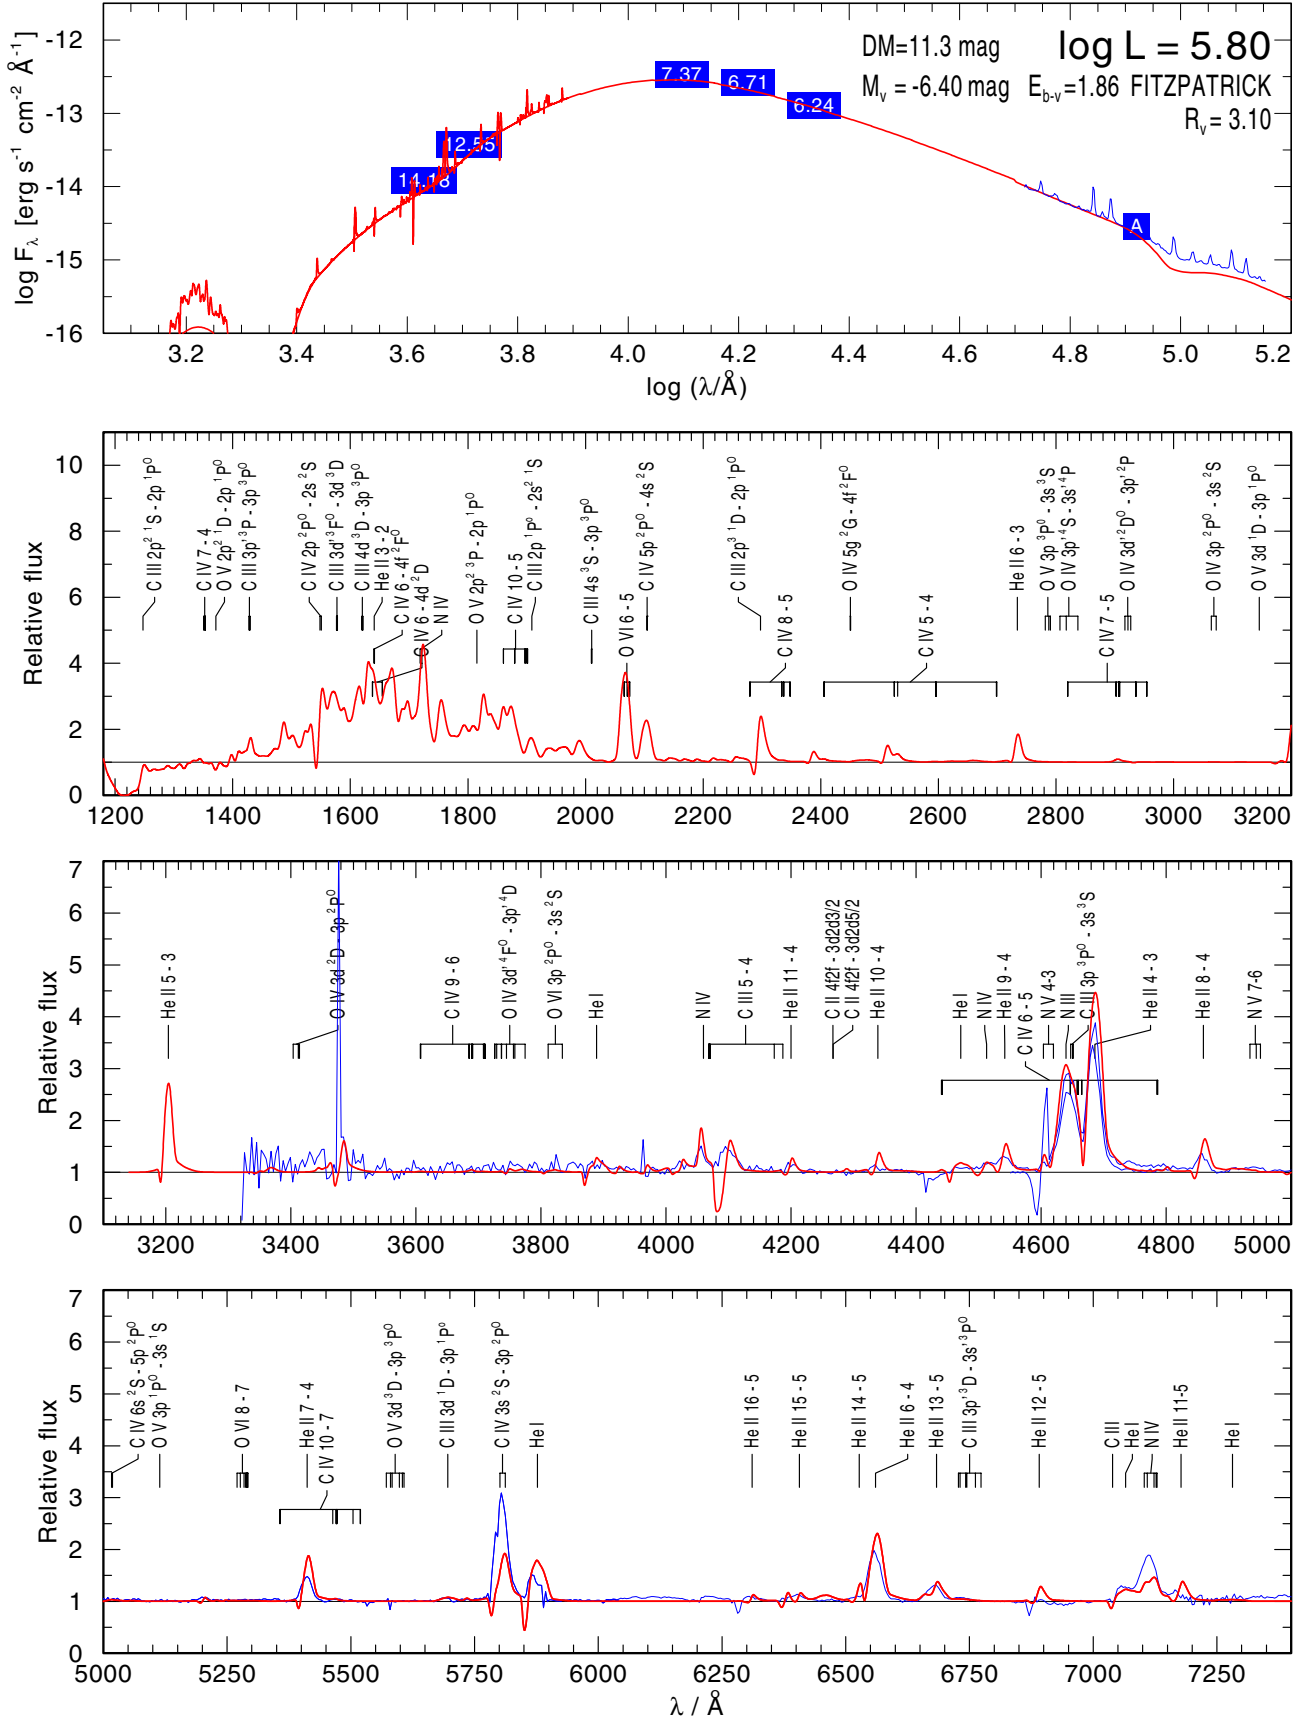 DM=11.3 mag log L = 5.80
Mv = -6.40 mag Eb-v=1.86 FITZPATRICK
Rv= 3.10
log Fλ [erg s-1 cm-2 Å-1]
-12
-13
-14
-15
-16
14.18
12.55
7.37
6.71
6.24
A
3.2 3.4 3.6 3.8 4.0 4.2 4.4 4.6 4.8 5.0 5.2
log (λ/Å)
Relative flux
10
8
6
4
2
0
C III 2p2 1S - 2p 1P0
C IV 7 - 4
O V 2p2 1D - 2p 1P0
C III 3p'3P - 3p 3P0
C IV 2p 2P0 - 2s 2S
C III 3d'3F0 - 3d 3D
C III 4d 3D - 3p 3P0
He II 3 - 2
C IV 6 - 4f 2F0
C IV 6 - 4d 2D
N IV
O V 2p2 3P - 2p 1P0
C IV 10 - 5
C III 2p 1P0 - 2s2 1S
C III 4s 3S - 3p 3P0
O VI 6 - 5
C IV 5p 2P0 - 4s 2S
C III 2p3 1D - 2p 1P0
C IV 8 - 5
O IV 5g 2G - 4f 2F0
C IV 5 - 4
He II 6 - 3
O V 3p 3P0 - 3s 3S
O IV 3p'4S - 3s'4P
C IV 7 - 5
O IV 3d'2D0 - 3p'2P
O IV 3p 2P0 - 3s 2S
O V 3d 1D - 3p 1P0
1200 1400 1600 1800 2000 2200 2400 2600 2800 3000 3200
Relative flux
7
6
5
4
3
2
1
0
He II 5 - 3
O IV 3d 2D - 3p 2P0
C IV 9 - 6
O IV 3d'4F0 - 3p'4D
O VI 3p 2P0 - 3s 2S
He I
N IV
C III 5 - 4
He II 11 - 4
C II 4f2f - 3d2d3/2
C II 4f2f - 3d2d5/2
He II 10 - 4
He I
N IV
He II 9 - 4
C IV 6 - 5
N V 4-3
N III
C III 3p 3P0 - 3s 3S
He II 4 - 3
He II 8 - 4
N V 7-6
3200 3400 3600 3800 4000 4200 4400 4600 4800 5000
Relative flux
7
6
5
4
3
2
1
0
C IV 6s 2S - 5p 2P0
O V 3p 1P0 - 3s 1S
O VI 8 - 7
He II 7 - 4
C IV 10 - 7
O V 3d 3D - 3p 3P0
C III 3d 1D - 3p 1P0
C IV 3s 2S - 3p 2P0
He I
He II 16 - 5
He II 15 - 5
He II 14 - 5
He II 6 - 4
He II 13 - 5
C III 3p'3D - 3s'3P0
He II 12 - 5
C III
He I
N IV
He II 11-5
He I
5000 5250 5500 5750 6000 6250 6500 6750 7000 7250
λ / Å